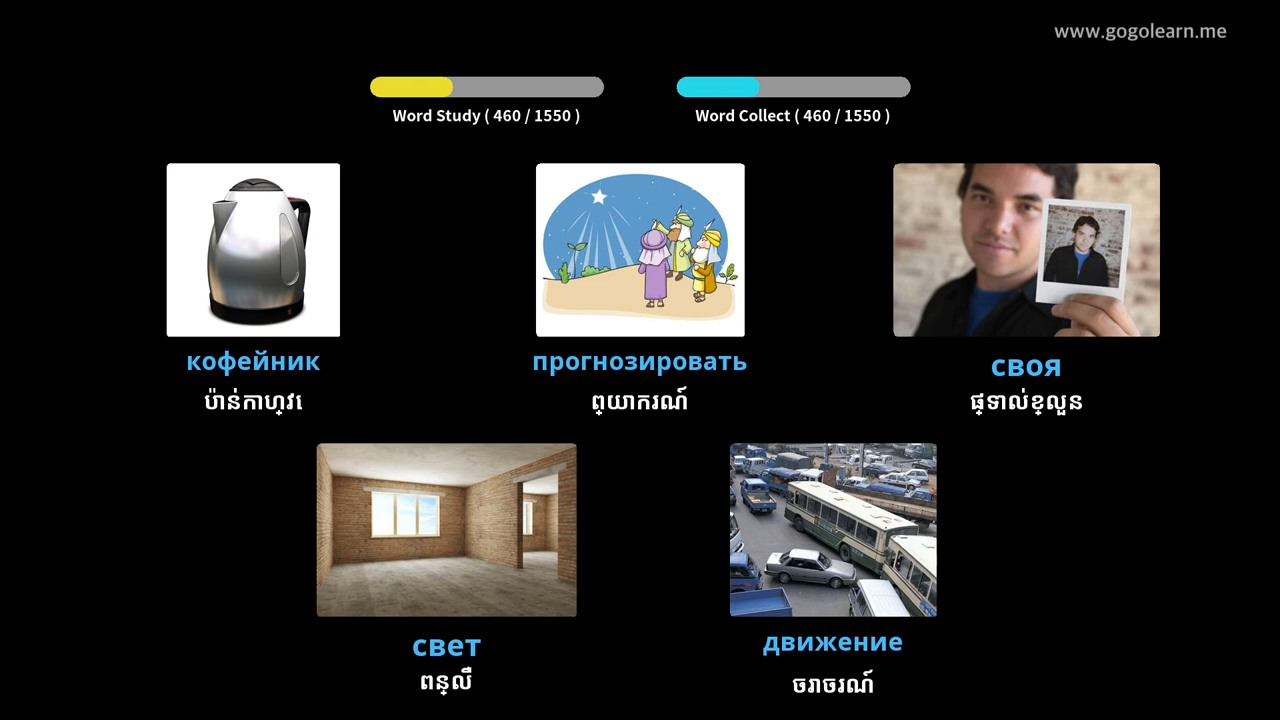 www.gogolearn.me
Word Study ( 460 / 1550 )
Word Collect ( 460 / 1550 )
кофейник
ប៉ាន់កាហ្វេ
прогнозировать
ព្យាករណ៍
своя
ផ្ទាល់ខ្លួន
свет
ពន្លឺ
движение
ចរាចរណ៍